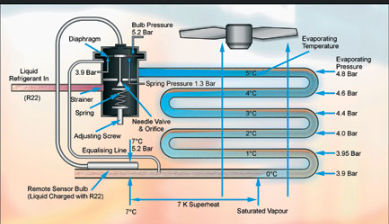 Bulb Pressure
5.2 Bar
Diaphragm
Evaporating
Temperature
Evaporating
Pressure
4.8 Bar
Liquid
Refrigerant In
3.9 Bar
5°C
Spring Pressure 1.3 Bar
(R22)
4°C
4.6 Bar
Strainer
Spring
3°C
4.4 Bar
Needle Valve
& Orifice
Adjusting Screw
2°C
4.0 Bar
Equalising Line
7°C
5.2 Bar
1°C
3.95 Bar
0°C
3.9 Bar
Remote Sensor Bulb
(Liquid Charged with R22)
7 K Superheat
7°C
Saturated Vapour